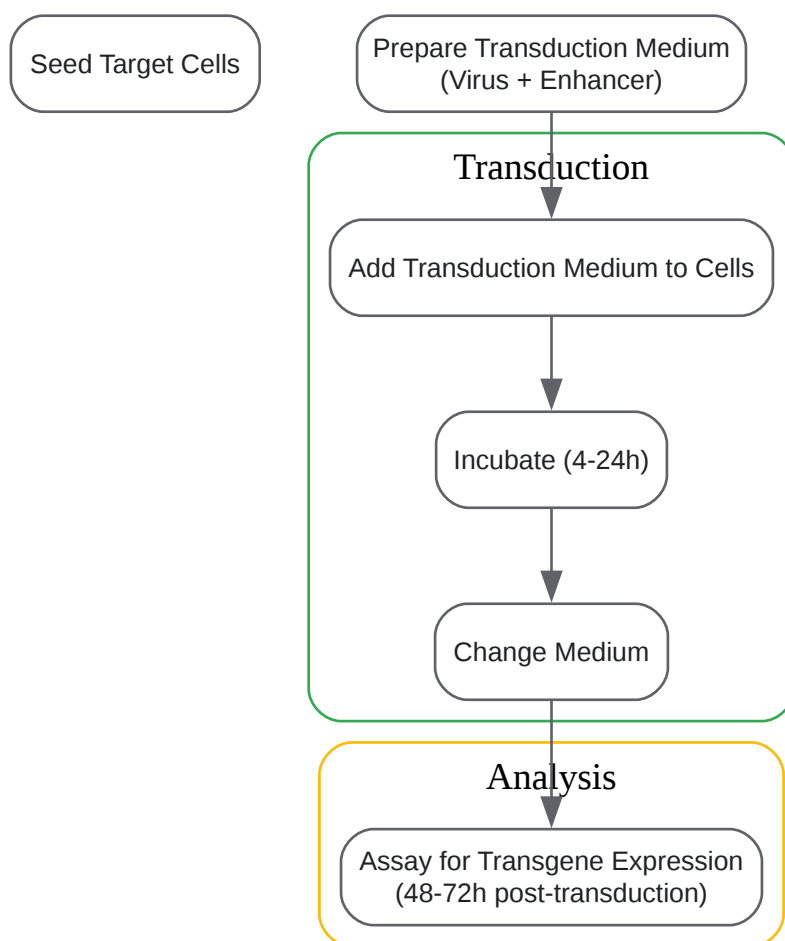 Seed Target Cells
Prepare Transduction Medium
(Virus + Enhancer)
Transduction
Add Transduction Medium to Cells
Incubate (4-24h)
Change Medium
Analysis
Assay for Transgene Expression
(48-72h post-transduction)